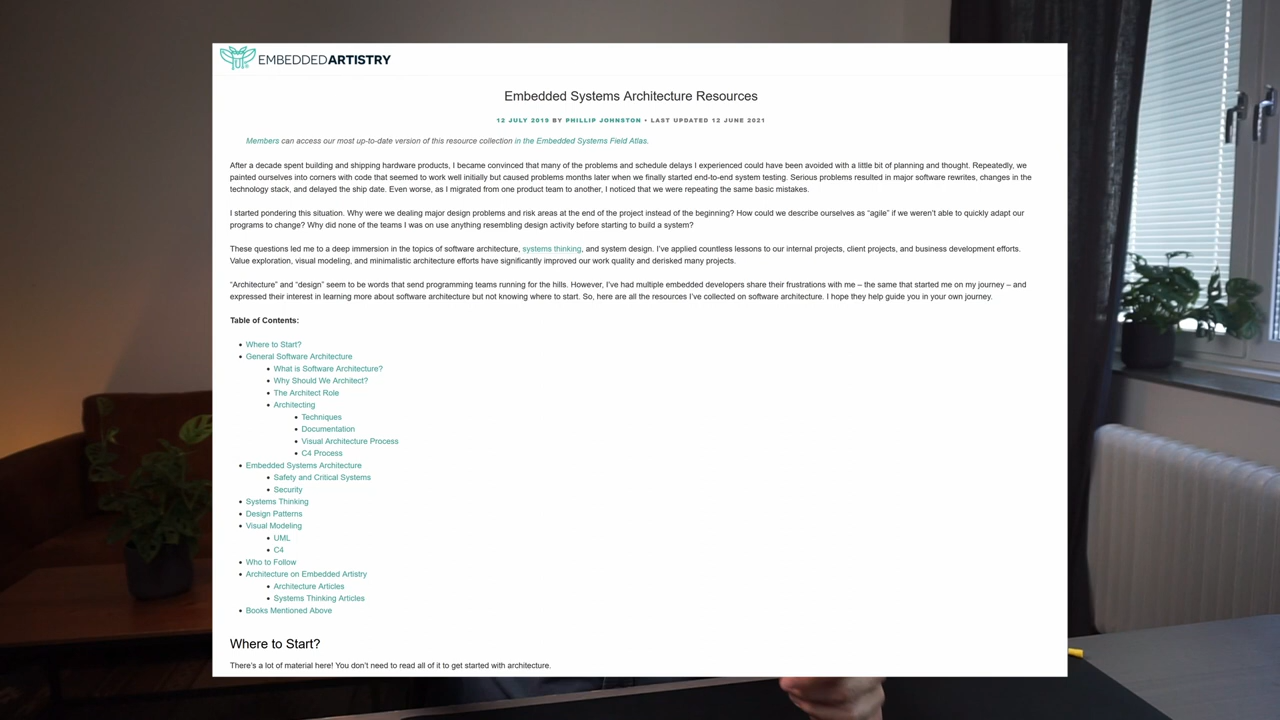 EMBEDDEDARTISTRY
Embedded Systems Architecture Resources
12 JULY 2019 BY PHILLIP JOHNSTON • LAST UPDATED 12 JUNE 2021
Members can access our most up-to-date version of this resource collection in the Embedded Systems Field Atlas.
After a decade spent building and shipping hardware products, I became convinced that many of the problems and schedule delays I experienced could have been avoided with a little bit of planning and thought. Repeatedly, we
painted ourselves into corners with code that seemed to work well initially but caused problems months later when we finally started end-to-end system testing. Serious problems resulted in major software rewrites, changes in the
technology stack, and delayed the ship date. Even worse, as I migrated from one product team to another, I noticed that we were repeating the same basic mistakes.
I started pondering this situation. Why were we dealing major design problems and risk areas at the end of the project instead of the beginning? How could we describe ourselves as “agile” if we weren’t able to quickly adapt our
programs to change? Why did none of the teams I was on use anything resembling design activity before starting to build a system?
These questions led me to a deep immersion in the topics of software architecture, systems thinking, and system design. I’ve applied countless lessons to our internal projects, client projects, and business development efforts.
Value exploration, visual modeling, and minimalistic architecture efforts have significantly improved our work quality and derisked many projects.
“Architecture” and “design” seem to be words that send programming teams running for the hills. However, I’ve had multiple embedded developers share their frustrations with me – the same that started me on my journey – and
expressed their interest in learning more about software architecture but not knowing where to start. So, here are all the resources I’ve collected on software architecture. I hope they help guide you in your own journey.
Table of Contents:
• Where to Start?
• General Software Architecture
• What is Software Architecture?
• Why Should We Architect?
• The Architect Role
• Architecting
• Techniques
• Documentation
• Visual Architecture Process
• C4 Process
• Embedded Systems Architecture
• Safety and Critical Systems
• Security
• Systems Thinking
• Design Patterns
• Visual Modeling
• UML
• C4
• Who to Follow
• Architecture on Embedded Artistry
• Architecture Articles
• Systems Thinking Articles
• Books Mentioned Above
Where to Start?
There’s a lot of material here! You don’t need to read all of it to get started with architecture.